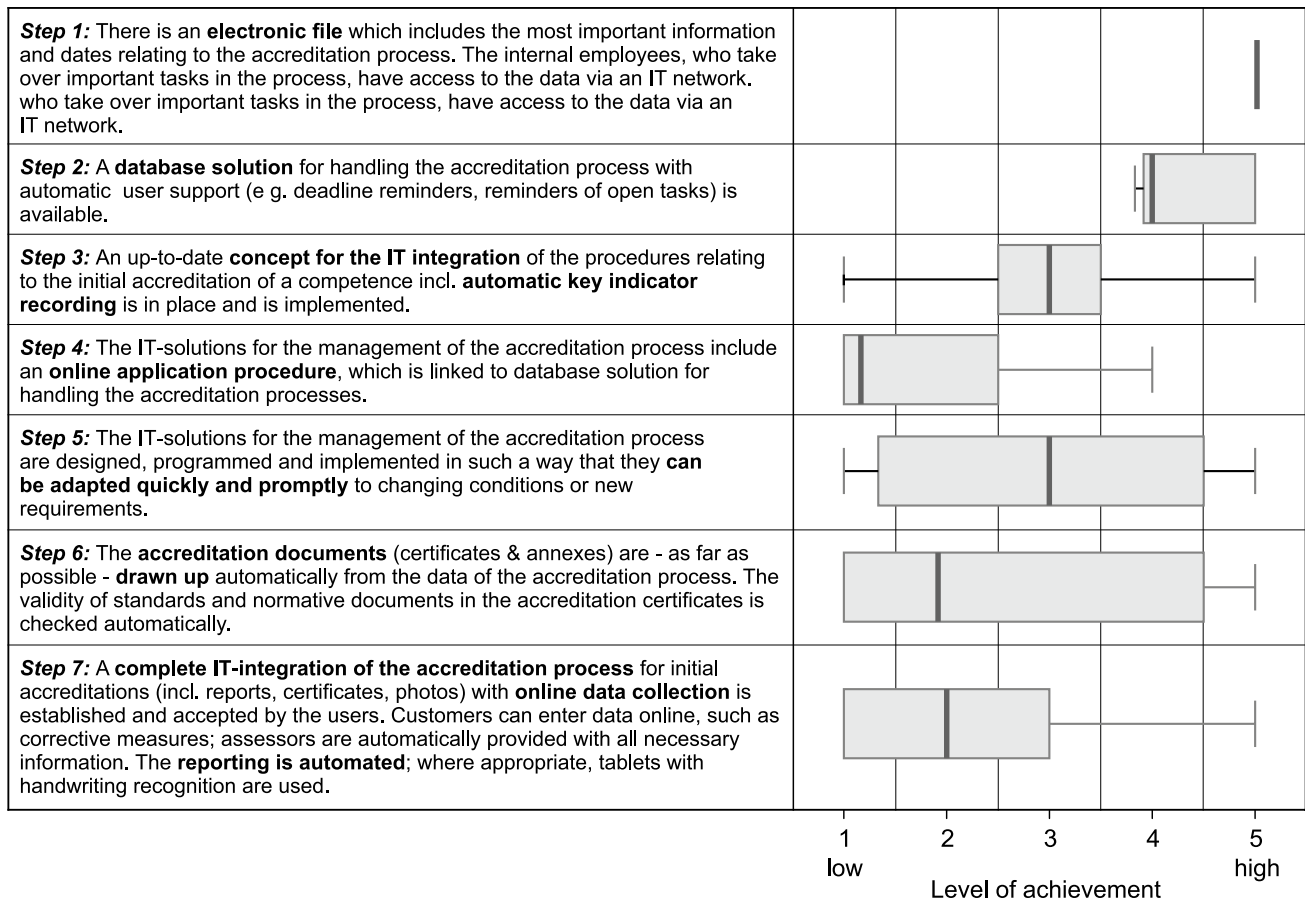 Step 1: There is an electronic file which includes the most important information
and dates relating to the accreditation process. The internal employees, who take
over important tasks in the process, have access to the data via an IT network.
who take over important tasks in the process, have access to the data via an
IT network.
Step 2: A database solution for handling the accreditation process with
automatic user support (e g. deadline reminders, reminders of open tasks) is
available.
Step 3: An up-to-date concept for the IT integration of the procedures relating
to the initial accreditation of a competence incl. automatic key indicator
recording is in place and is implemented.
Step 4: The IT-solutions for the management of the accreditation process include
an online application procedure, which is linked to database solution for
handling the accreditation processes.
Step 5: The IT-solutions for the management of the accreditation process
are designed, programmed and implemented in such a way that they can
be adapted quickly and promptly to changing conditions or new
requirements.
Step 6: The accreditation documents (certificates & annexes) are - as far as
possible - drawn up automatically from the data of the accreditation process. The
validity of standards and normative documents in the accreditation certificates is
checked automatically.
Step 7: A complete IT-integration of the accreditation process for initial
accreditations (incl. reports, certificates, photos) with online data collection is
established and accepted by the users. Customers can enter data online, such as
corrective measures; assessors are automatically provided with all necessary
information. The reporting is automated; where appropriate, tablets with
handwriting recognition are used.
1 2 3 4 5
low high
Level of achievement